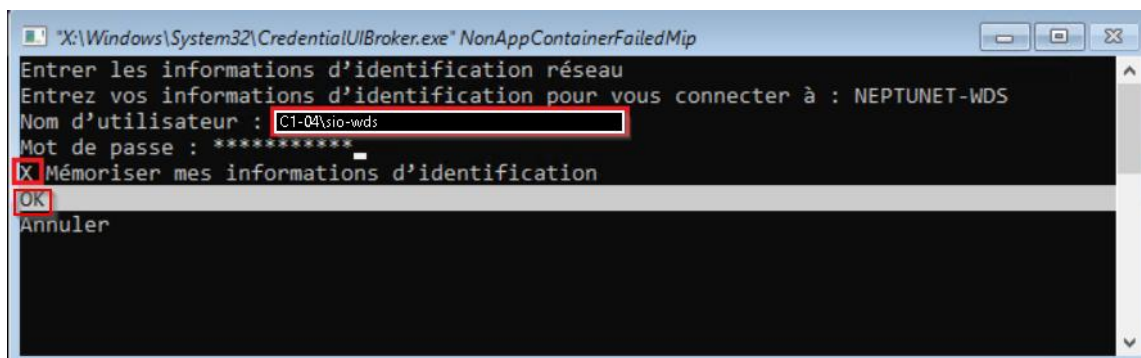 "X:\Windows\System32\CredentialUIBroker.exe" NonAppContainerFailedMip
Entrer les informations d’identification réseau
Entrez vos informations d’identification pour vous connecter à : NEPTUNET-WDS
Nom d’utilisateur : C1-04\sio-wds
Mot de passe : ***********_
X Mémoriser mes informations d’identification
OK
Annuler